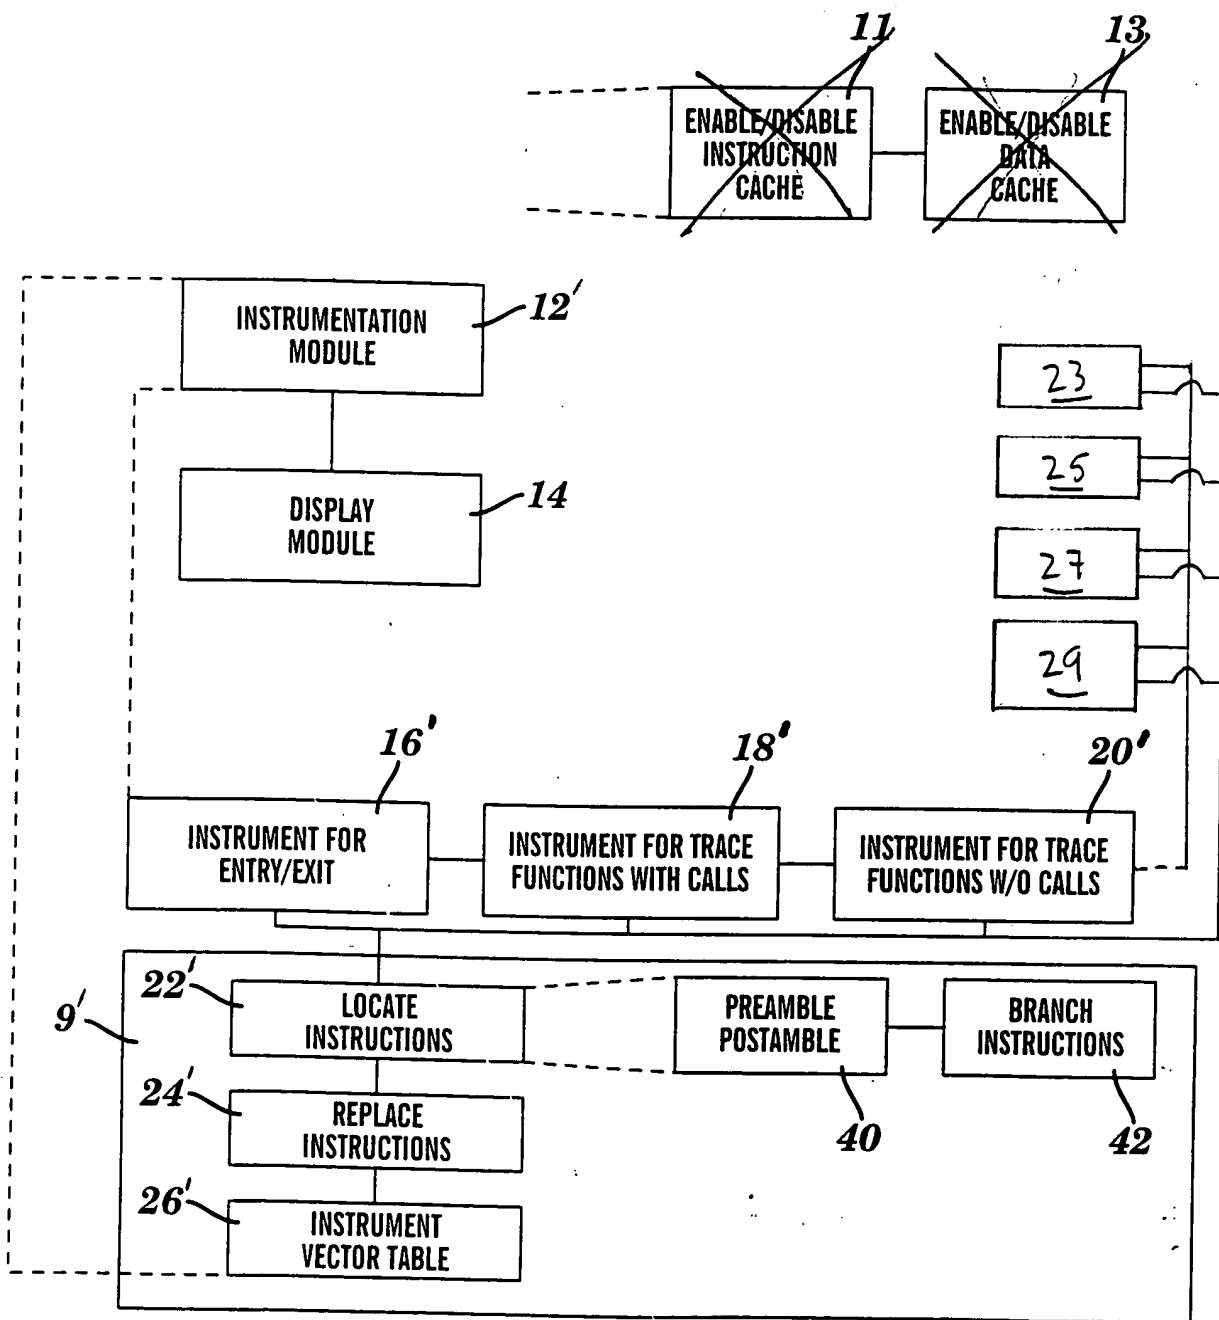 11
13
ENABLE/DISABLE
INSTRUCTION
CACHE
ENABLE/DISABLE
DATA
CACHE
INSTRUMENTATION
MODULE
12'
DISPLAY
MODULE
14
23
25
27
29
16'
18'
20'
INSTRUMENT FOR
ENTRY/EXIT
INSTRUMENT FOR TRACE
FUNCTIONS WITH CALLS
INSTRUMENT FOR TRACE
FUNCTIONS W/O CALLS
9'
22'
LOCATE
INSTRUCTIONS
PREAMBLE
POSTAMBLE
BRANCH
INSTRUCTIONS
40
42
24'
REPLACE
INSTRUCTIONS
26'
INSTRUMENT
VECTOR TABLE